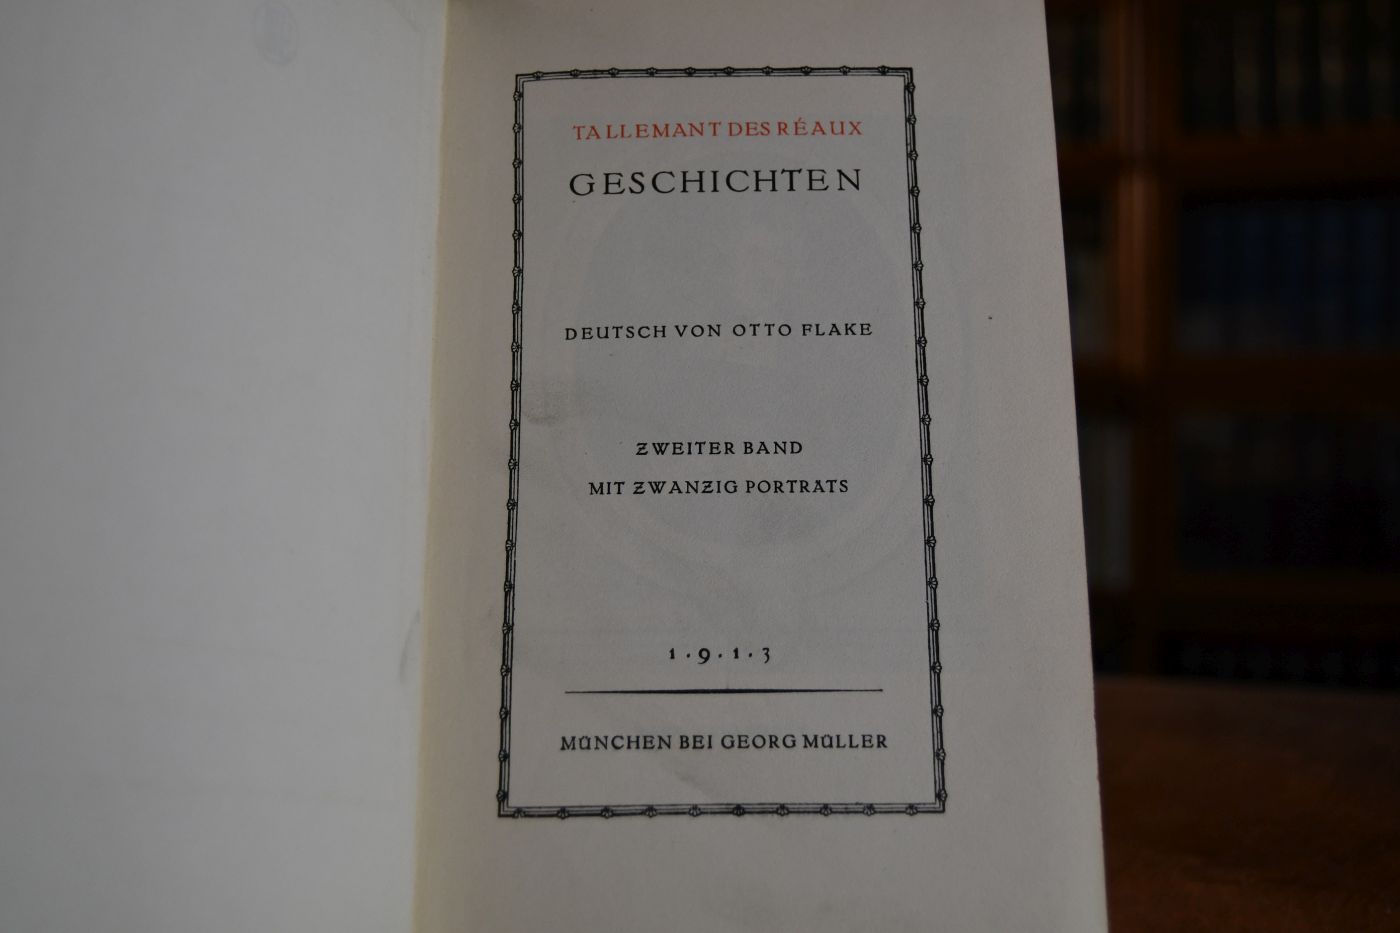 TALLEMANT DES RÉAUX
GESCHICHTEN
DEUTSCH VON OTTO FLAKE
ZWEITER BAND
MIT ZWANZIG PORTRATS
1 · 9 · 1 · 3
MÜNCHEN BEI GEORG MÜLLER